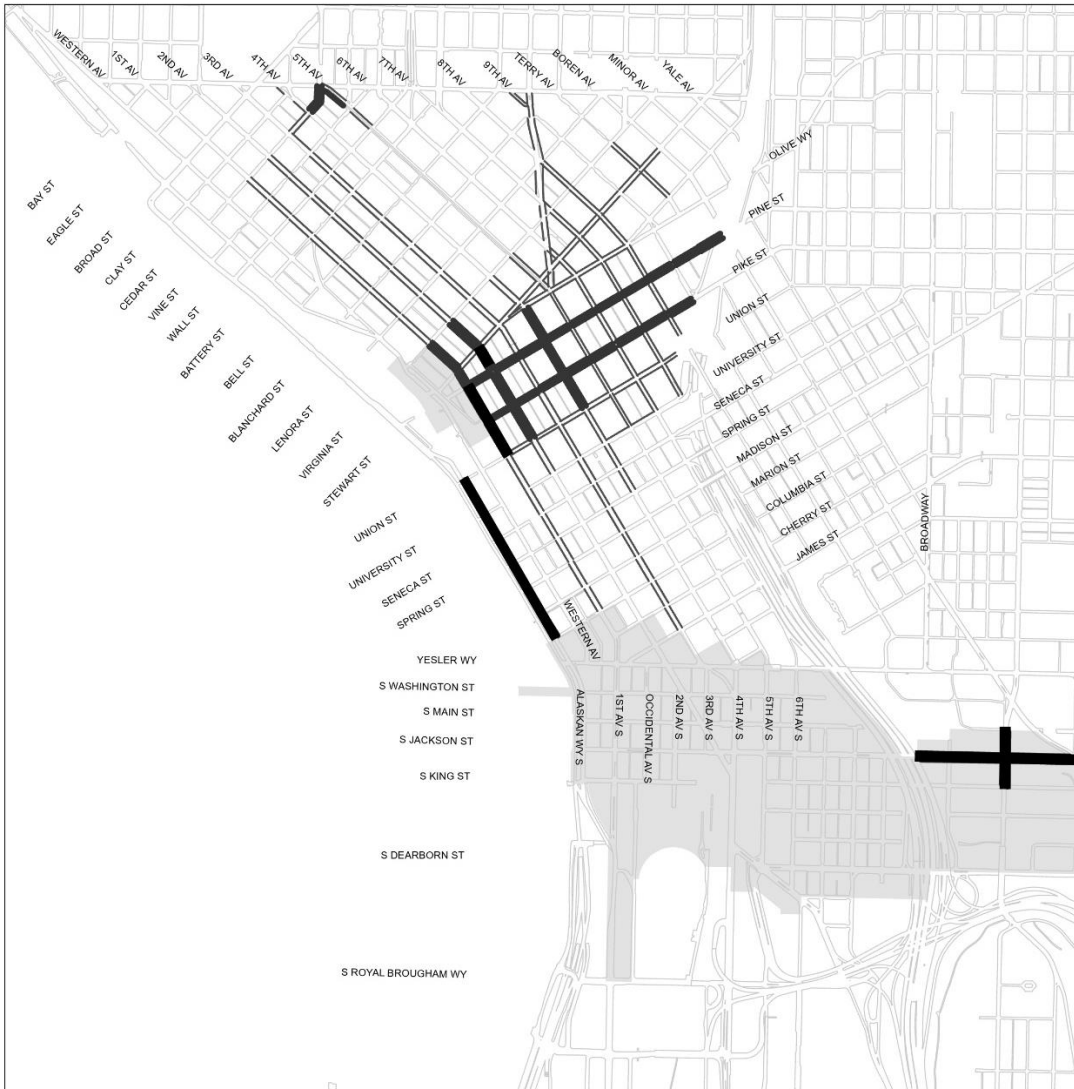 WESTERN AV
1ST AV
2ND AV
3RD AV
4TH AV
5TH AV
6TH AV
7TH AV
8TH AV
9TH AV
TERRY AV
BOREN AV
MINOR AV
YALE AV
OLIVE WY
PINE ST
PIKE ST
UNION ST
UNIVERSITY ST
SENECA ST
SPRING ST
MADISON ST
MARION ST
COLUMBIA ST
CHERRY ST
JAMES ST
BROADWAY
BAY ST
EAGLE ST
BROAD ST
CLAY ST
CEDAR ST
VINE ST
WALL ST
BATTERY ST
BELL ST
BLANCHARD ST
LENORA ST
VIRGINIA ST
STEWART ST
UNION ST
UNIVERSITY ST
SENECA ST
SPRING ST
YESLER WY
S WASHINGTON ST
S MAIN ST
S JACKSON ST
S KING ST
S DEARBORN ST
S ROYAL BROUGHAM WY
WESTERN AV
ALASKAN WY S
1ST AV S
OCCIDENTAL AV S
2ND AV S
3RD AV S
4TH AV S
5TH AV S
6TH AV S